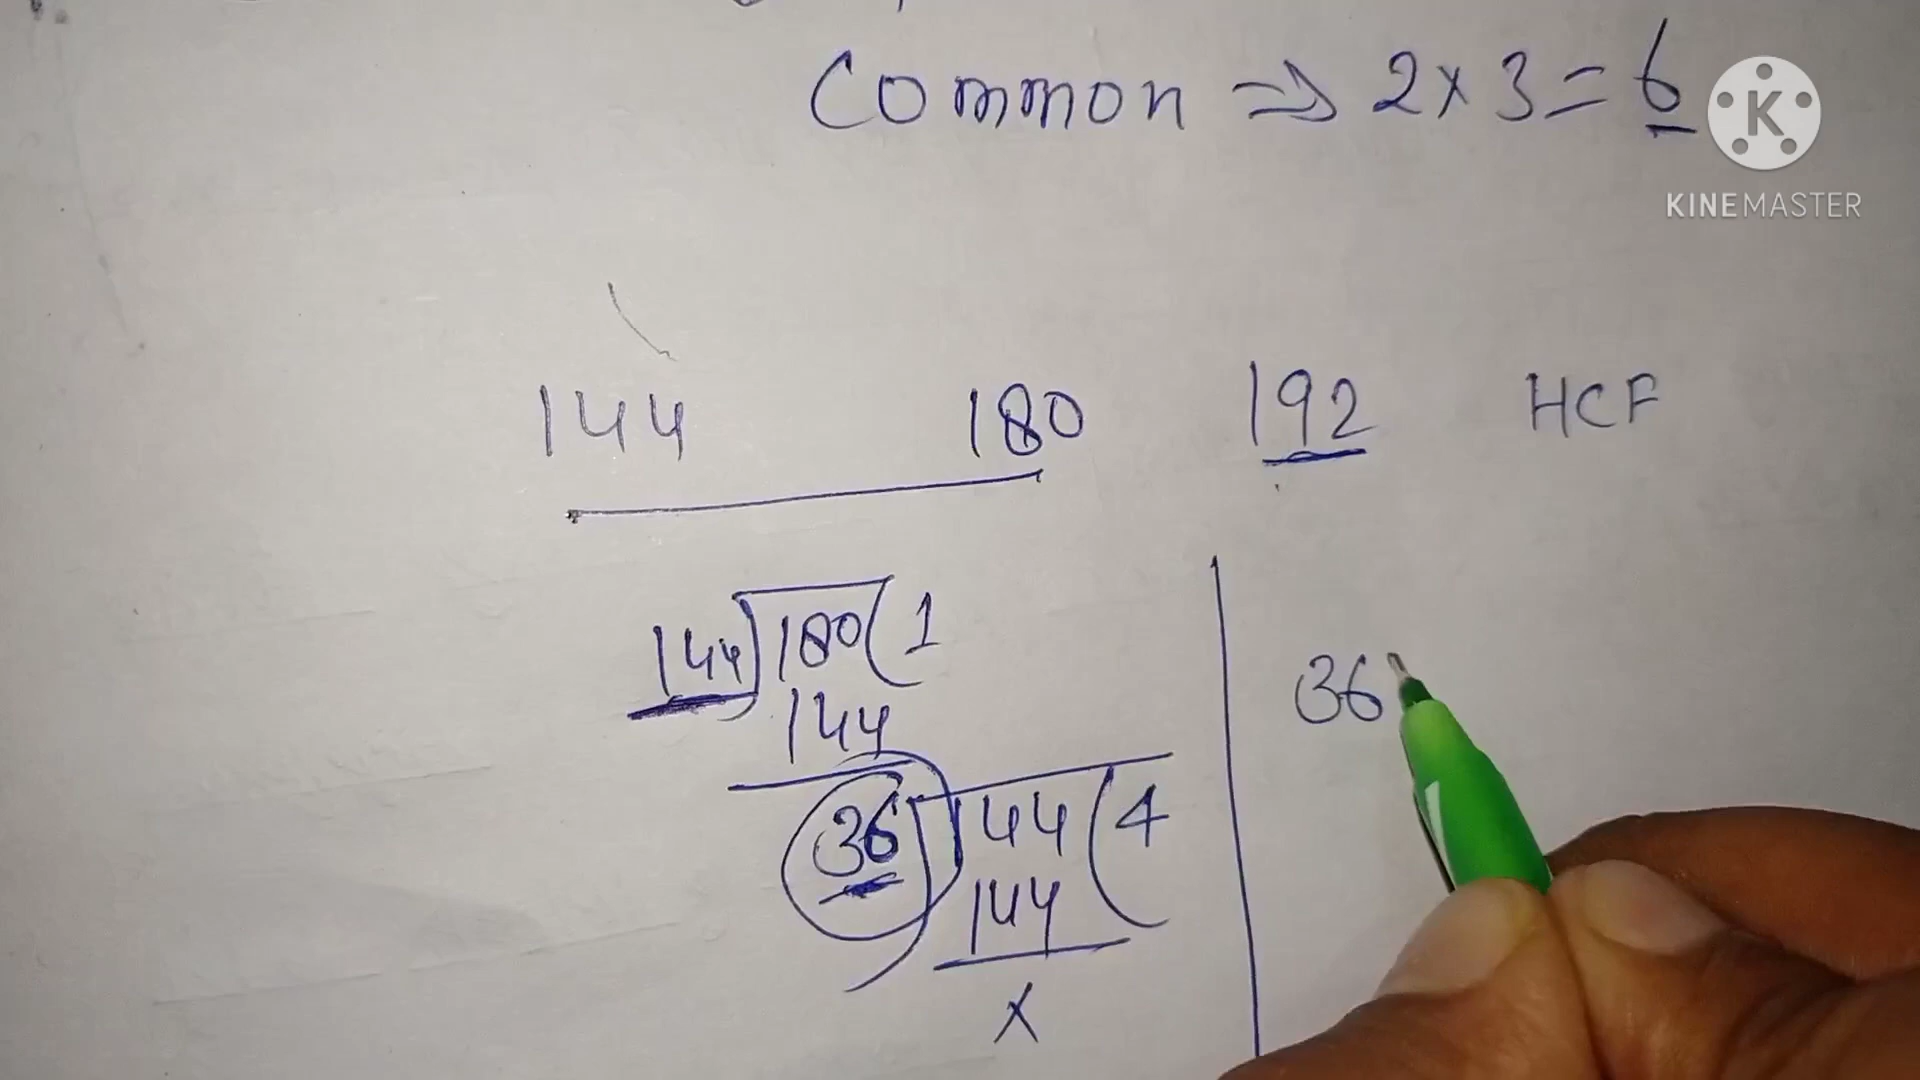 Common ⇒ 2 x 3 = 6
K
KINEMASTER
144 180 192 HCF
144) 180 ( 1
144
36) 144 ( 4
144
x
36